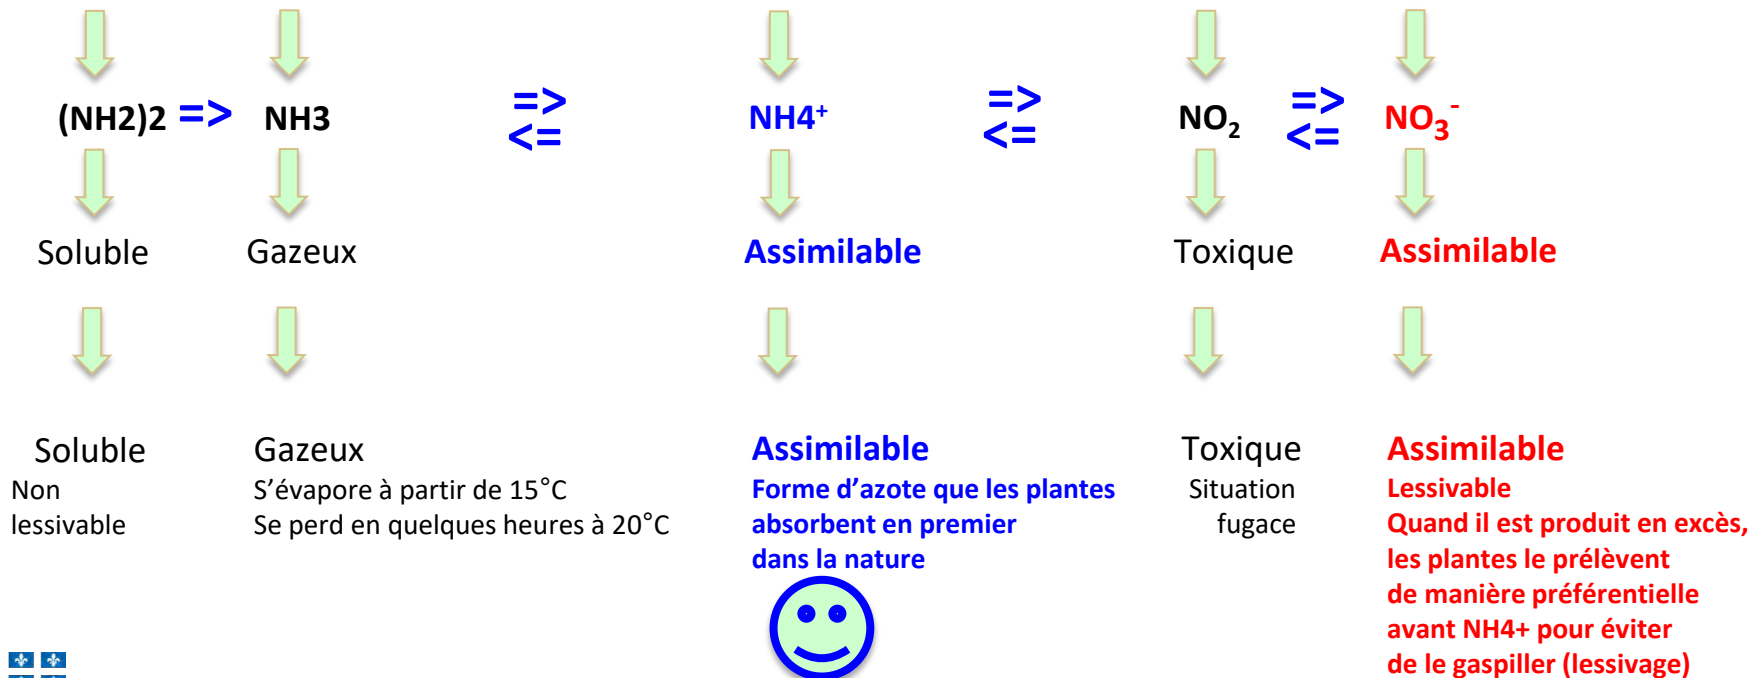 (NH2)2 => NH3 => <= NH4⁺ => <= NO₂ => <= NO₃⁻
Soluble Gazeux Assimilable Toxique Assimilable
Soluble
Non
lessivable
Gazeux
S’évapore à partir de 15°C
Se perd en quelques heures à 20°C
Assimilable
Forme d’azote que les plantes
absorbent en premier
dans la nature
Toxique
Situation
fugace
Assimilable
Lessivable
Quand il est produit en excès,
les plantes le prélèvent
de manière préférentielle
avant NH4+ pour éviter
de le gaspiller (lessivage)